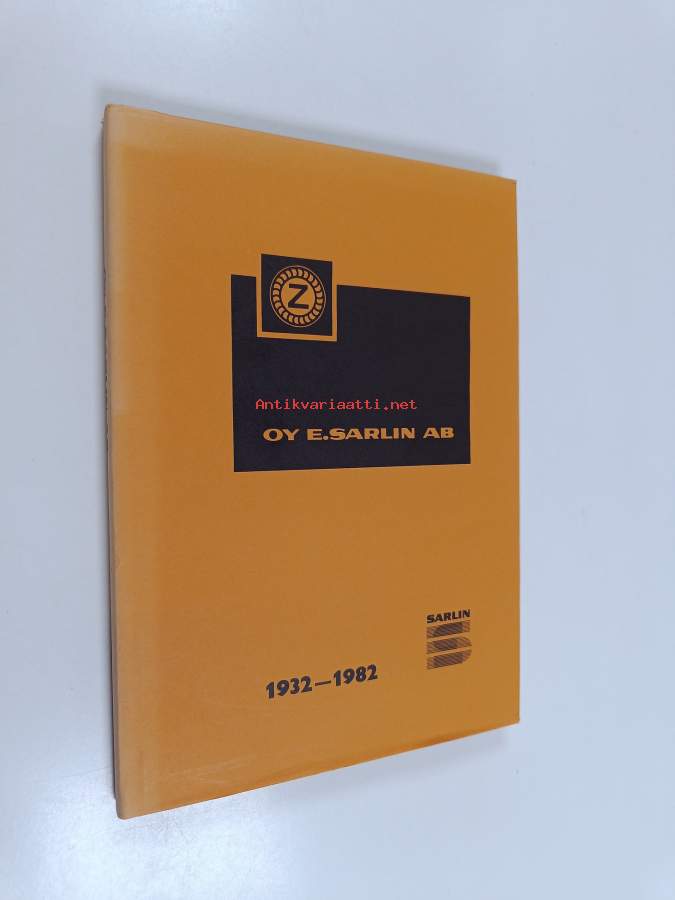 Z
Antikvariaatti.net
OY E.SARLIN AB
SARLIN
1932—1982